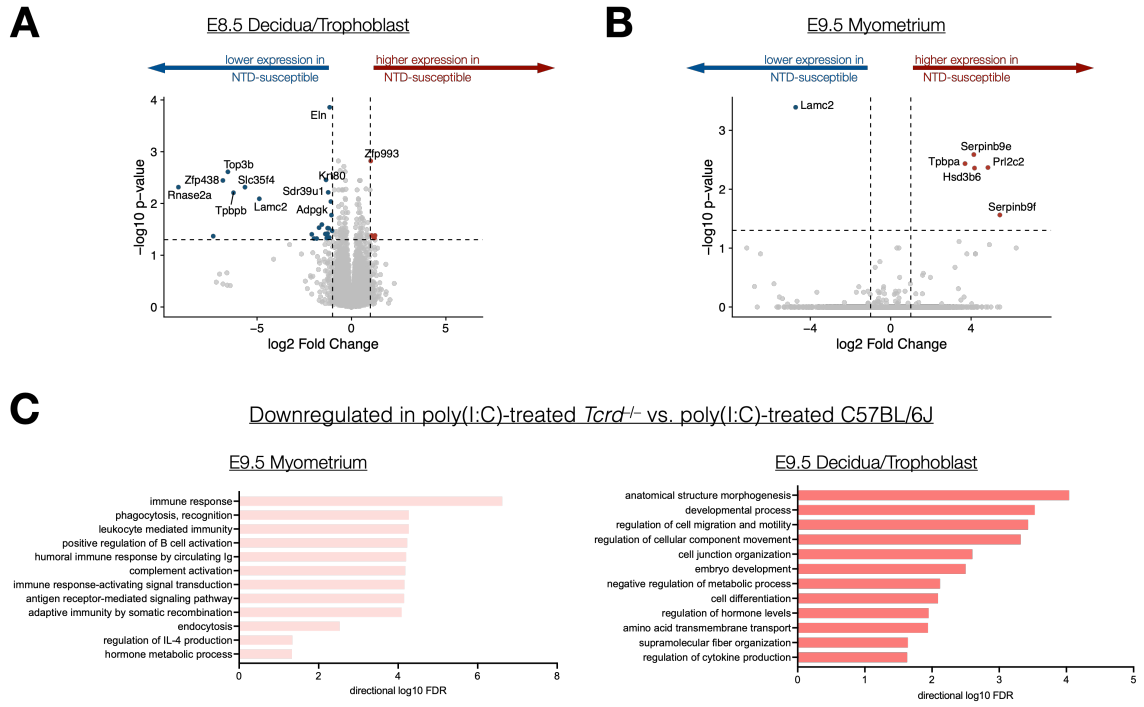 A
E8.5 Decidua/Trophoblast
lower expression in
NTD-susceptible
higher expression in
NTD-susceptible
4
3
2
1
0
−5
0
5
−log10 p−value
log2 Fold Change
Eln
Zfp993
Top3b
Krt80
Zfp438
Slc35f4
Sdr39u1
Rnase2a
Tpbpb
Lamc2
Adpgk
B
E9.5 Myometrium
lower expression in
NTD-susceptible
higher expression in
NTD-susceptible
3
2
1
0
−4
0
4
−log10 p−value
log2 Fold Change
Lamc2
Serpinb9e
Tpbpa
Prl2c2
Hsd3b6
Serpinb9f
C
Downregulated in poly(I:C)-treated Tcrd−/− vs. poly(I:C)-treated C57BL/6J
E9.5 Myometrium
immune response
phagocytosis, recognition
leukocyte mediated immunity
positive regulation of B cell activation
humoral immune response by circulating Ig
complement activation
immune response-activating signal transduction
antigen receptor-mediated signaling pathway
adaptive immunity by somatic recombination
endocytosis
regulation of IL-4 production
hormone metabolic process
0 2 4 6 8
directional log10 FDR
E9.5 Decidua/Trophoblast
anatomical structure morphogenesis
developmental process
regulation of cell migration and motility
regulation of cellular component movement
cell junction organization
embryo development
negative regulation of metabolic process
cell differentiation
regulation of hormone levels
amino acid transmembrane transport
supramolecular fiber organization
regulation of cytokine production
0 1 2 3 4 5
directional log10 FDR